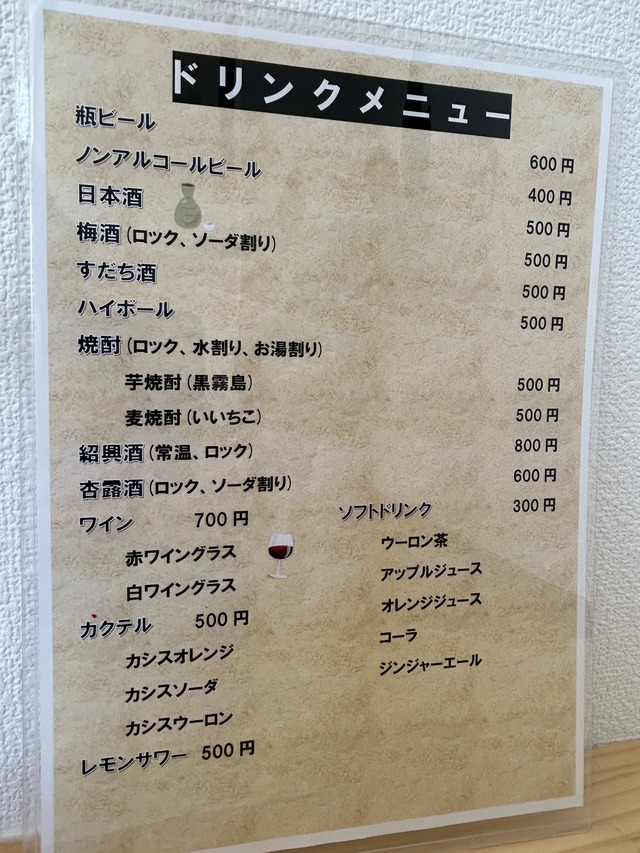 ドリンクメニュー
瓶ビール 600円
ノンアルコールビール 400円
日本酒 500円
梅酒(ロック、ソーダ割り) 500円
すだち酒 500円
ハイボール 500円
焼酎(ロック、水割り、お湯割り)
芋焼酎(黒霧島) 500円
麦焼酎(いいちこ) 500円
紹興酒(常温、ロック) 800円
杏露酒(ロック、ソーダ割り) 600円
ワイン 700円
赤ワイングラス
白ワイングラス
カクテル 500円
カシスオレンジ
カシスソーダ
カシスウーロン
レモンサワー 500円
ソフトドリンク 300円
ウーロン茶
アップルジュース
オレンジジュース
コーラ
ジンジャーエール